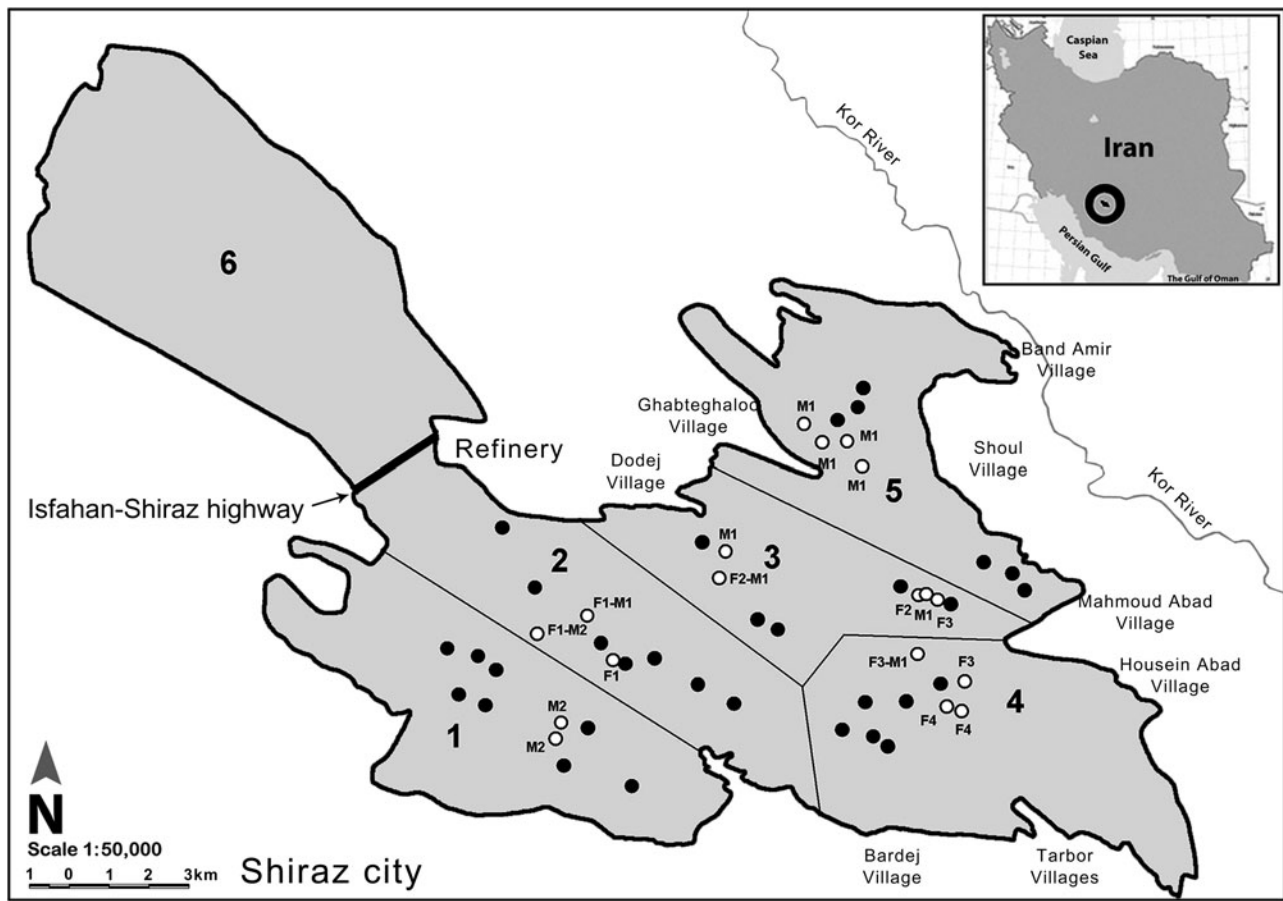 Caspian
Sea
Iran
Persian Gulf
The Gulf of Oman
Kor River
6
Band Amir
Village
Ghabteghaloo
Village
M1
M1
M1
M1
Refinery
Shoul
Village
Dodej
Village
5
Kor River
Isfahan-Shiraz highway
M1
2
3
F2-M1
F1-M1
F2
M1
F3
Mahmoud Abad
Village
F1-M2
F1
F3-M1
F3
Housein Abad
Village
M2
M2
1
F4
F4
4
N
Scale 1:50,000
1 0 1 2 3km
Shiraz city
Bardej
Village
Tarbor
Villages